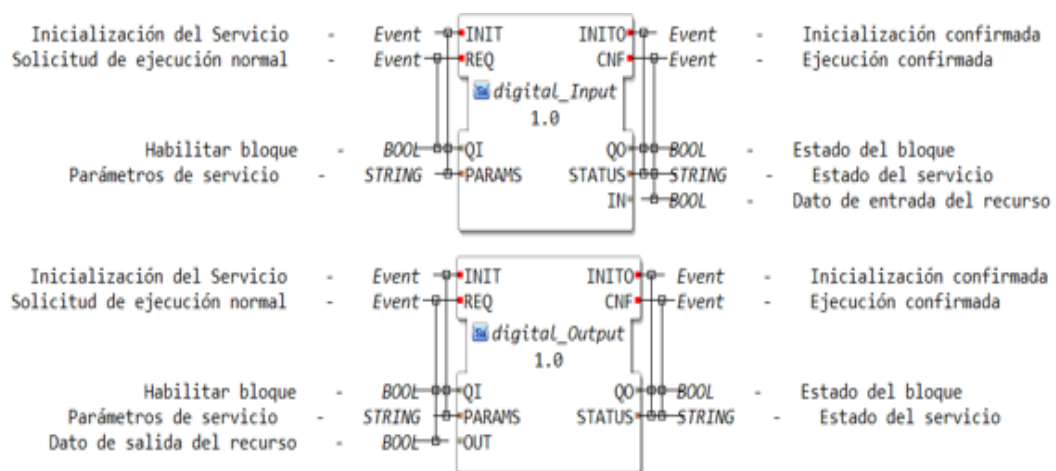 Inicialización del Servicio - Event INIT INITO Event - Inicialización confirmada
Solicitud de ejecución normal - Event REQ CNF Event - Ejecución confirmada
digital_Input
1.0
Habilitar bloque - BOOL QI QO BOOL - Estado del bloque
Parámetros de servicio - STRING PARAMS STATUS STRING - Estado del servicio
IN BOOL - Dato de entrada del recurso
Inicialización del Servicio - Event INIT INITO Event - Inicialización confirmada
Solicitud de ejecución normal - Event REQ CNF Event - Ejecución confirmada
digital_Output
1.0
Habilitar bloque - BOOL QI QO BOOL - Estado del bloque
Parámetros de servicio - STRING PARAMS STATUS STRING - Estado del servicio
Dato de salida del recurso - BOOL OUT